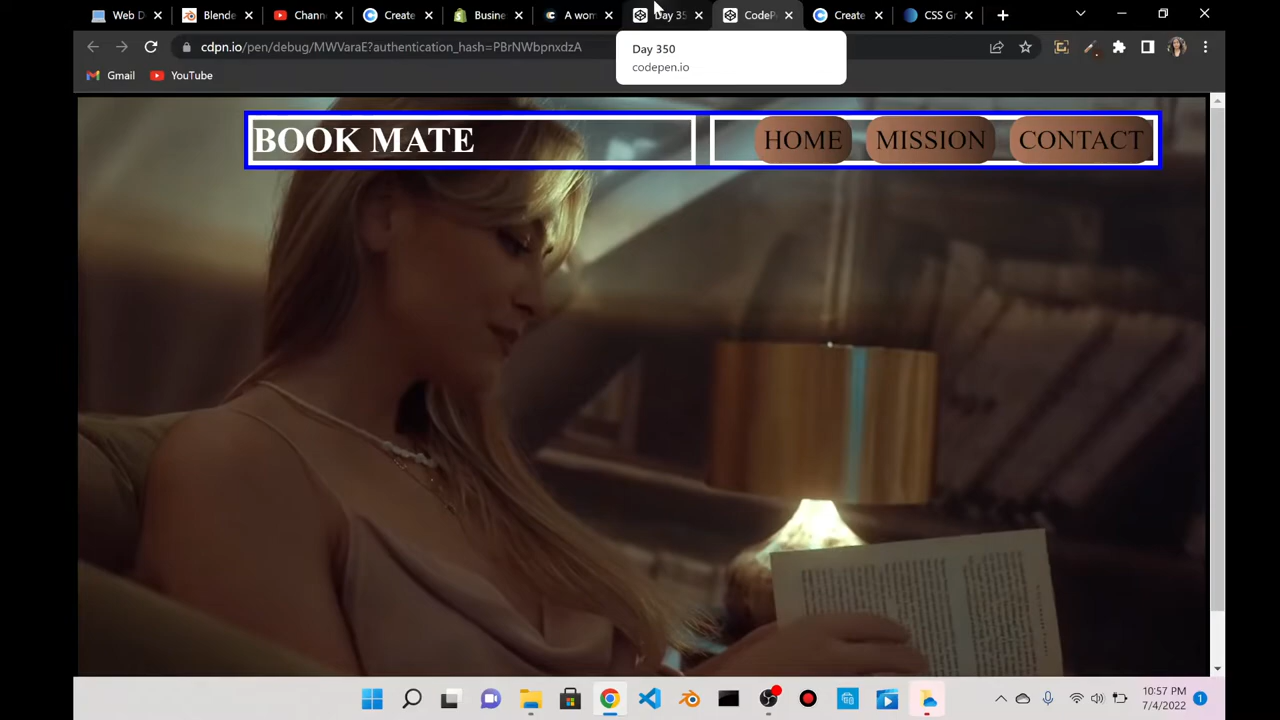 Web D
Blende
Chann
Create
Busine
A wom
Day 35
CodeP
Create
CSS Gr
cdpn.io/pen/debug/MWVaraE?authentication_hash=PBrNWbpnxdzA
Day 350
codepen.io
Gmail
YouTube
BOOK MATE
HOME
MISSION
CONTACT
10:57 PM
7/4/2022
1